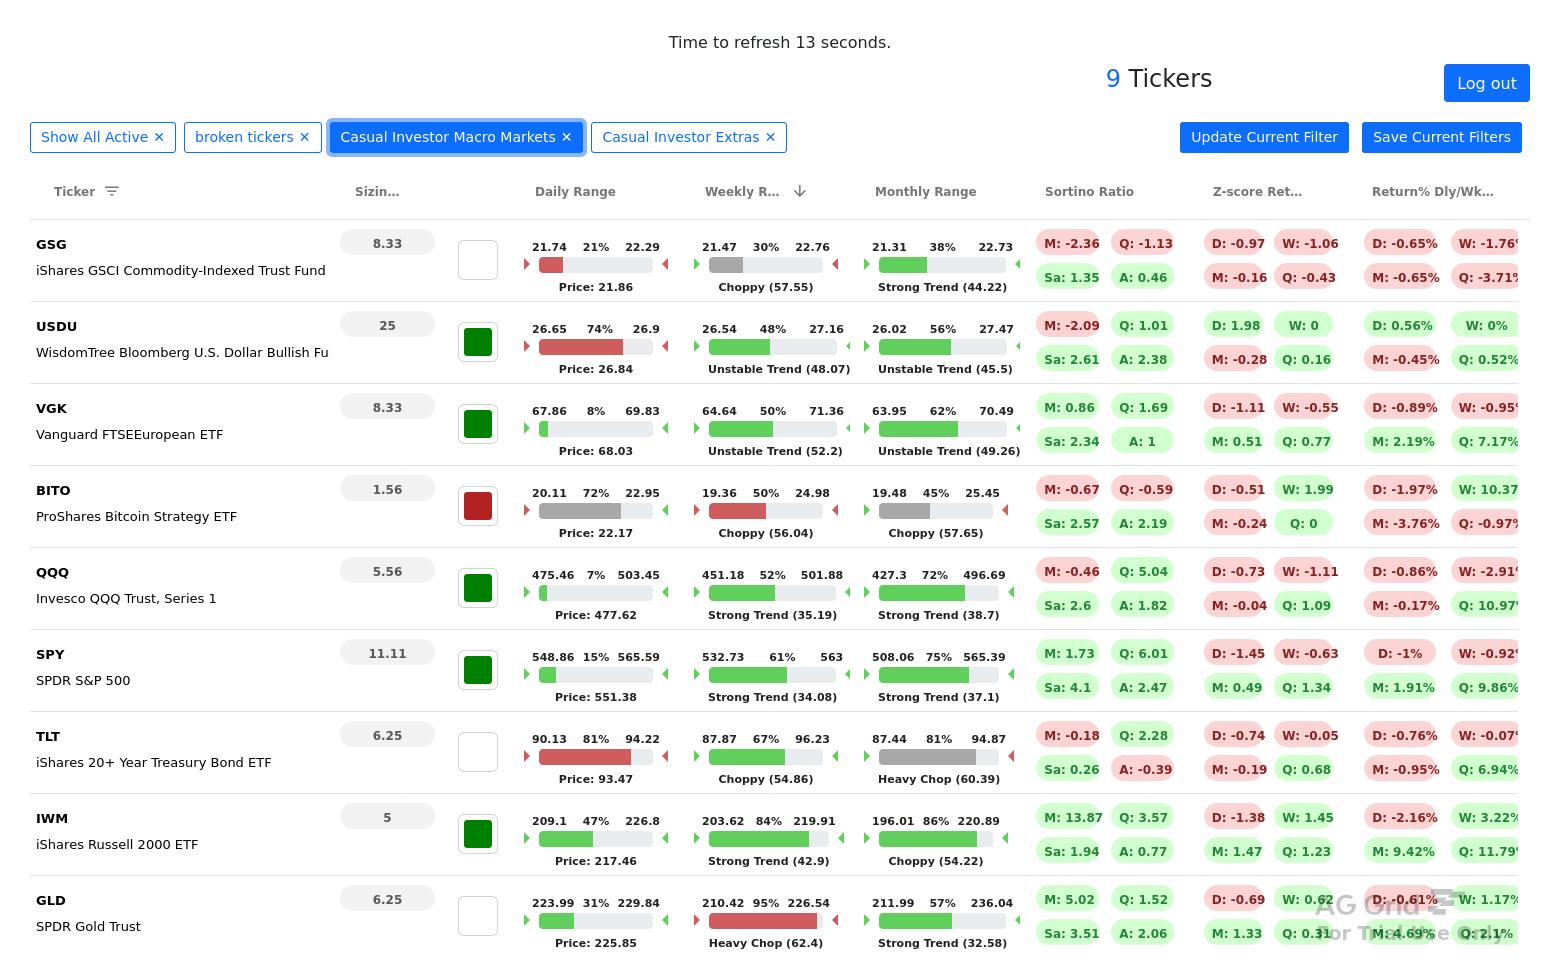 Time to refresh 13 seconds.
9 Tickers
Log out
Show All Active ✕ broken tickers ✕ Casual Investor Macro Markets ✕ Casual Investor Extras ✕ Update Current Filter Save Current Filters
Ticker Sizin... Daily Range Weekly R... Monthly Range Sortino Ratio Z-score Ret... Return% Dly/Wk...
GSG 8.33 21.74 21% 22.29 21.47 30% 22.76 21.31 38% 22.73 M: -2.36 Q: -1.13 D: -0.97 W: -1.06 D: -0.65% W: -1.76%
iShares GSCI Commodity-Indexed Trust Fund Sa: 1.35 A: 0.46 M: -0.16 Q: -0.43 M: -0.65% Q: -3.71%
Price: 21.86 Choppy (57.55) Strong Trend (44.22)
USDU 25 26.65 74% 26.9 26.54 48% 27.16 26.02 56% 27.47 M: -2.09 Q: 1.01 D: 1.98 W: 0 D: 0.56% W: 0%
WisdomTree Bloomberg U.S. Dollar Bullish Fu Sa: 2.61 A: 2.38 M: -0.28 Q: 0.16 M: -0.45% Q: 0.52%
Price: 26.84 Unstable Trend (48.07) Unstable Trend (45.5)
VGK 8.33 67.86 8% 69.83 64.64 50% 71.36 63.95 62% 70.49 M: 0.86 Q: 1.69 D: -1.11 W: -0.55 D: -0.89% W: -0.95%
Vanguard FTSEEuropean ETF Sa: 2.34 A: 1 M: 0.51 Q: 0.77 M: 2.19% Q: 7.17%
Price: 68.03 Unstable Trend (52.2) Unstable Trend (49.26)
BITO 1.56 20.11 72% 22.95 19.36 50% 24.98 19.48 45% 25.45 M: -0.67 Q: -0.59 D: -0.51 W: 1.99 D: -1.97% W: 10.37
ProShares Bitcoin Strategy ETF Sa: 2.57 A: 2.19 M: -0.24 Q: 0 M: -3.76% Q: -0.97%
Price: 22.17 Choppy (56.04) Choppy (57.65)
QQQ 5.56 475.46 7% 503.45 451.18 52% 501.88 427.3 72% 496.69 M: -0.46 Q: 5.04 D: -0.73 W: -1.11 D: -0.86% W: -2.91%
Invesco QQQ Trust, Series 1 Sa: 2.6 A: 1.82 M: -0.04 Q: 1.09 M: -0.17% Q: 10.97%
Price: 477.62 Strong Trend (35.19) Strong Trend (38.7)
SPY 11.11 548.86 15% 565.59 532.73 61% 563 508.06 75% 565.39 M: 1.73 Q: 6.01 D: -1.45 W: -0.63 D: -1% W: -0.92%
SPDR S&P 500 Sa: 4.1 A: 2.47 M: 0.49 Q: 1.34 M: 1.91% Q: 9.86%
Price: 551.38 Strong Trend (34.08) Strong Trend (37.1)
TLT 6.25 90.13 81% 94.22 87.87 67% 96.23 87.44 81% 94.87 M: -0.18 Q: 2.28 D: -0.74 W: -0.05 D: -0.76% W: -0.07%
iShares 20+ Year Treasury Bond ETF Sa: 0.26 A: -0.39 M: -0.19 Q: 0.68 M: -0.95% Q: 6.94%
Price: 93.47 Choppy (54.86) Heavy Chop (60.39)
IWM 5 209.1 47% 226.8 203.62 84% 219.91 196.01 86% 220.89 M: 13.87 Q: 3.57 D: -1.38 W: 1.45 D: -2.16% W: 3.22%
iShares Russell 2000 ETF Sa: 1.94 A: 0.77 M: 1.47 Q: 1.23 M: 9.42% Q: 11.79%
Price: 217.46 Strong Trend (42.9) Choppy (54.22)
GLD 6.25 223.99 31% 229.84 210.42 95% 226.54 211.99 57% 236.04 M: 5.02 Q: 1.52 D: -0.69 W: 0.62 D: -0.61% W: 1.17%
AG Grid
SPDR Gold Trust Sa: 3.51 A: 2.06 M: 1.33 Q: 0.31 M: 4.69% Q: 2.1%
For Trial Use Only
Price: 225.85 Heavy Chop (62.4) Strong Trend (32.58)